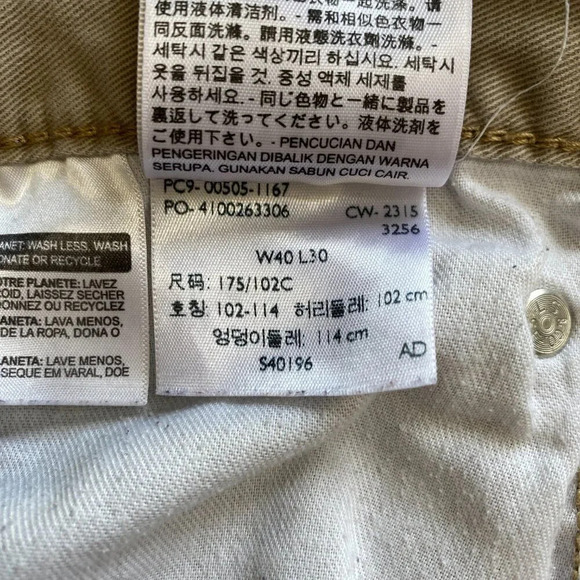 使用液体清洁剂。- 需和相似色衣物一
同反面洗滌。請用液態洗衣劑洗滌。-
세탁시 같은 색상끼리 하십시요. 세탁시
옷을 뒤집을 것. 중성 액체 세제를
사용하세요. - 同じ色物と一緒に製品を
裏返して洗ってください。液体洗剤を
ご使用下さい。 - PENCUCIAN DAN
PENGERINGAN DIBALIK DENGAN WARNA
SERUPA. GUNAKAN SABUN CUCI CAIR.
PC9- 00505-1167
PO- 4100263306 CW- 2315
3256
W40 L30
尺码: 175/102C
호칭: 102-114 허리둘레: 102 cm
엉덩이둘레: 114 cm
S40196 AD
ANET: WASH LESS, WASH
ONATE OR RECYCLE
OTRE PLANETE: LAVEZ
OID, LAISSEZ SECHER
ONNEZ OU RECYCLEZ
ANETA: LAVA MENOS,
DE LA ROPA, DONA O
ANETA: LAVE MENOS,
SEQUE EM VARAL, DOE